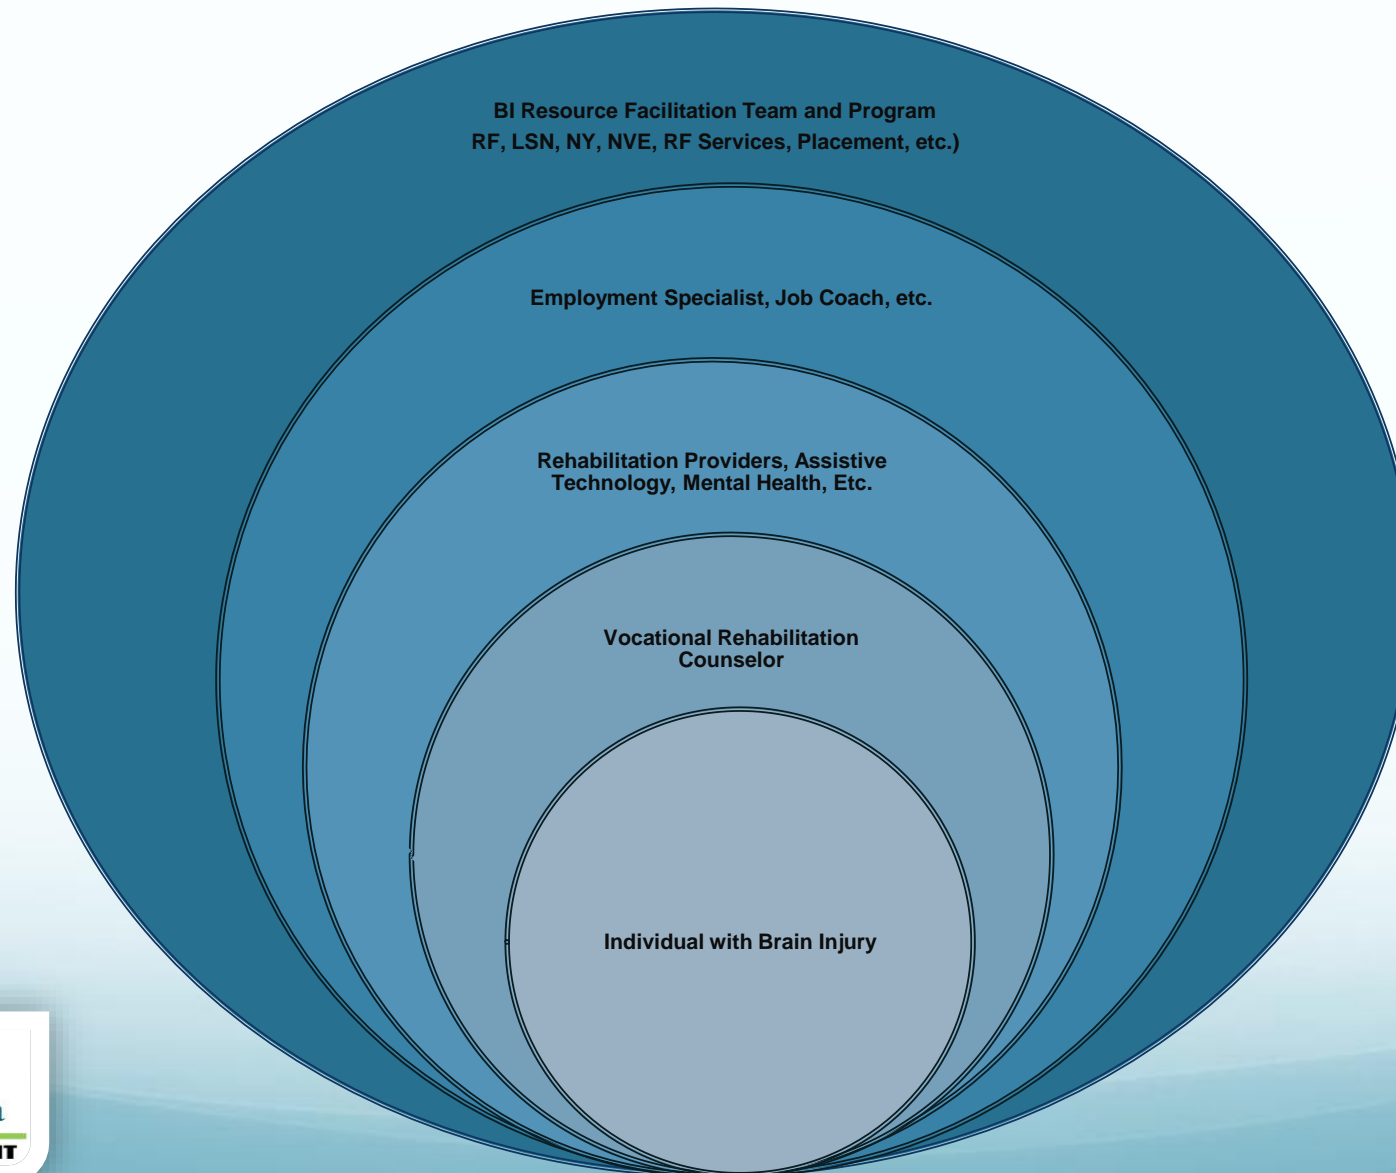 BI Resource Facilitation Team and Program
RF, LSN, NY, NVE, RF Services, Placement, etc.)
Employment Specialist, Job Coach, etc.
Rehabilitation Providers, Assistive
Technology, Mental Health, Etc.
Vocational Rehabilitation
Counselor
Individual with Brain Injury